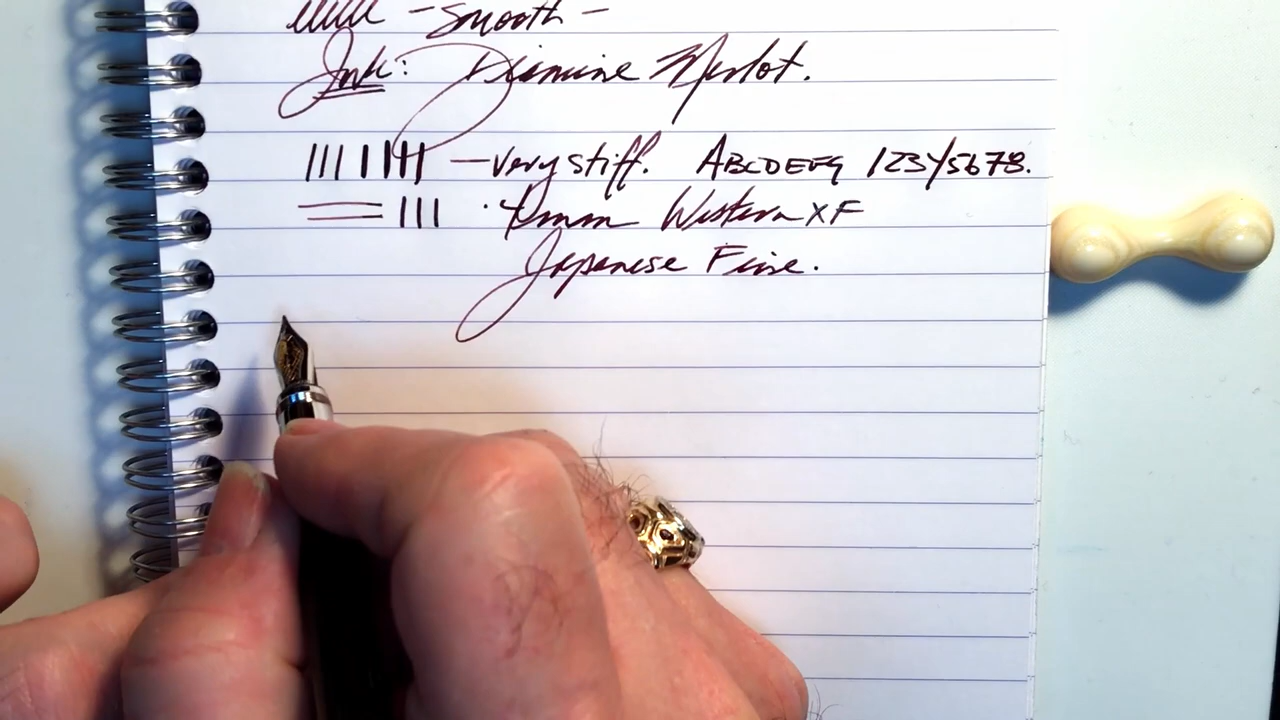 - Smooth -
Ink: Diamine Merlot.
- Very stiff. ABCDEFG 12345678.
Western XF
Japanese Fine.